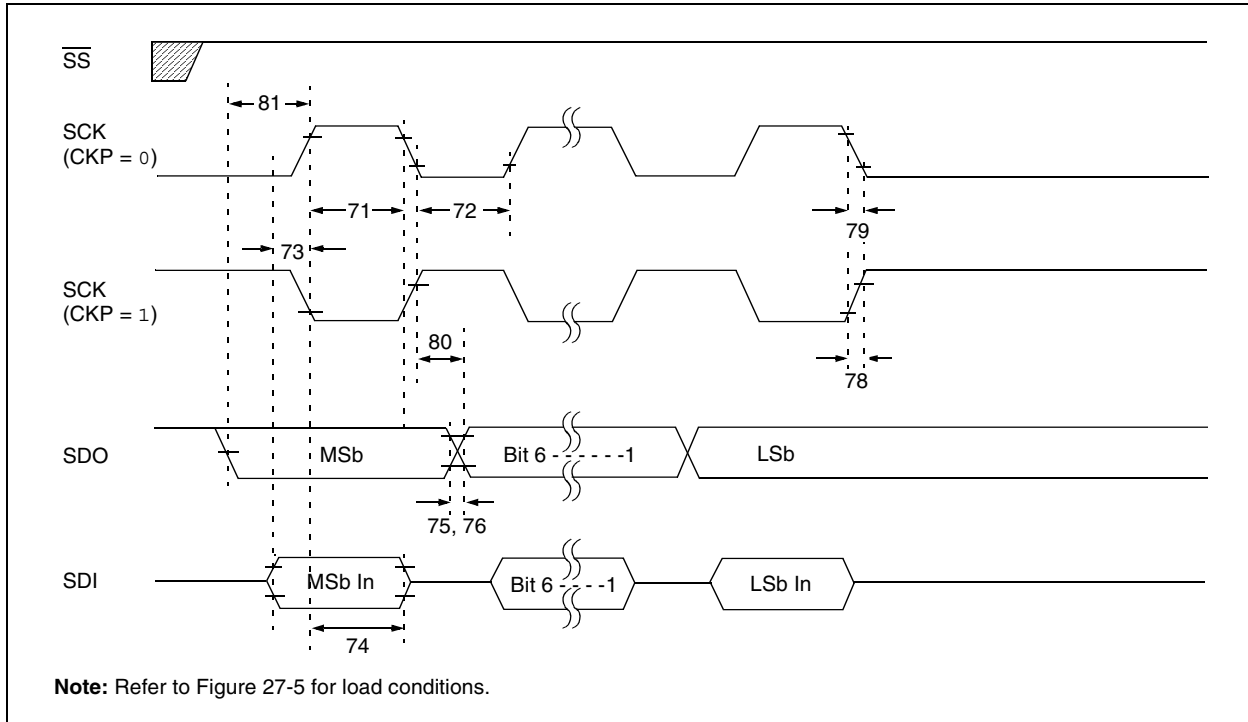 SS
81
SCK
(CKP = 0)
71
72
79
73
SCK
(CKP = 1)
80
78
SDO
MSb
Bit 6 - - - - - -1
LSb
75, 76
SDI
MSb In
Bit 6 - - - - -1
LSb In
74
Note: Refer to Figure 27-5 for load conditions.